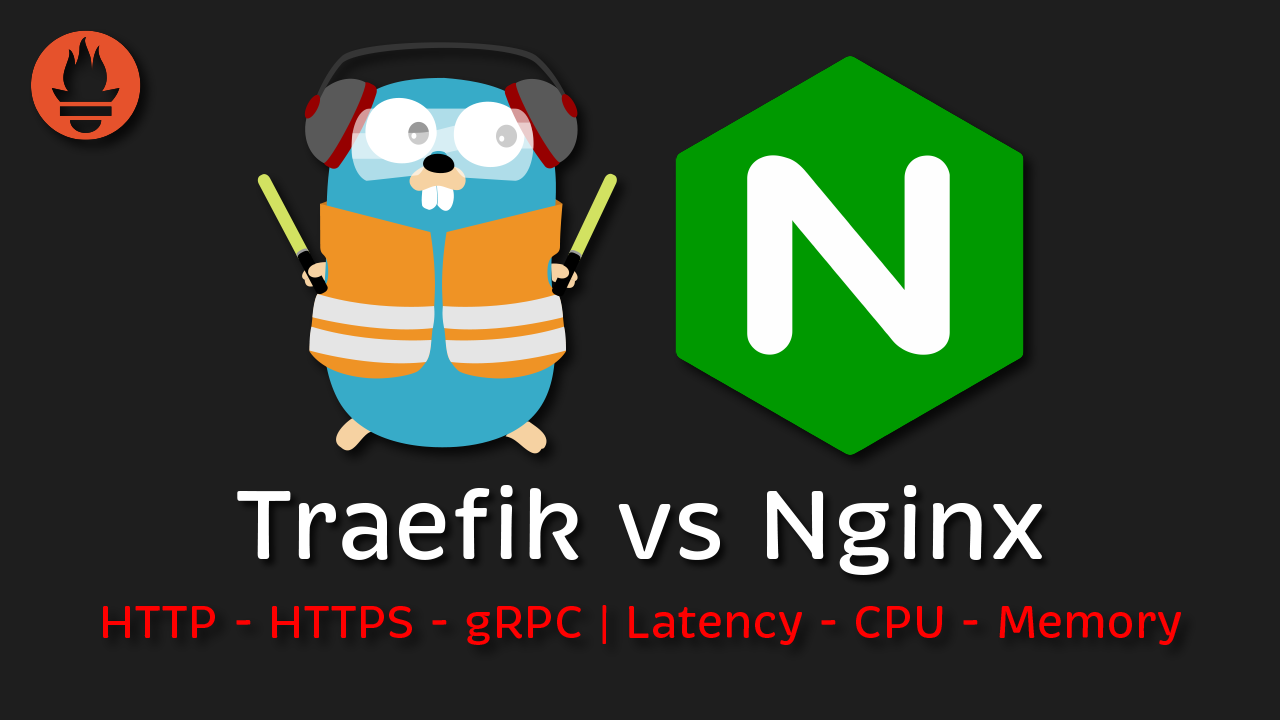 N
Traefik vs Nginx
HTTP - HTTPS - gRPC | Latency - CPU - Memory